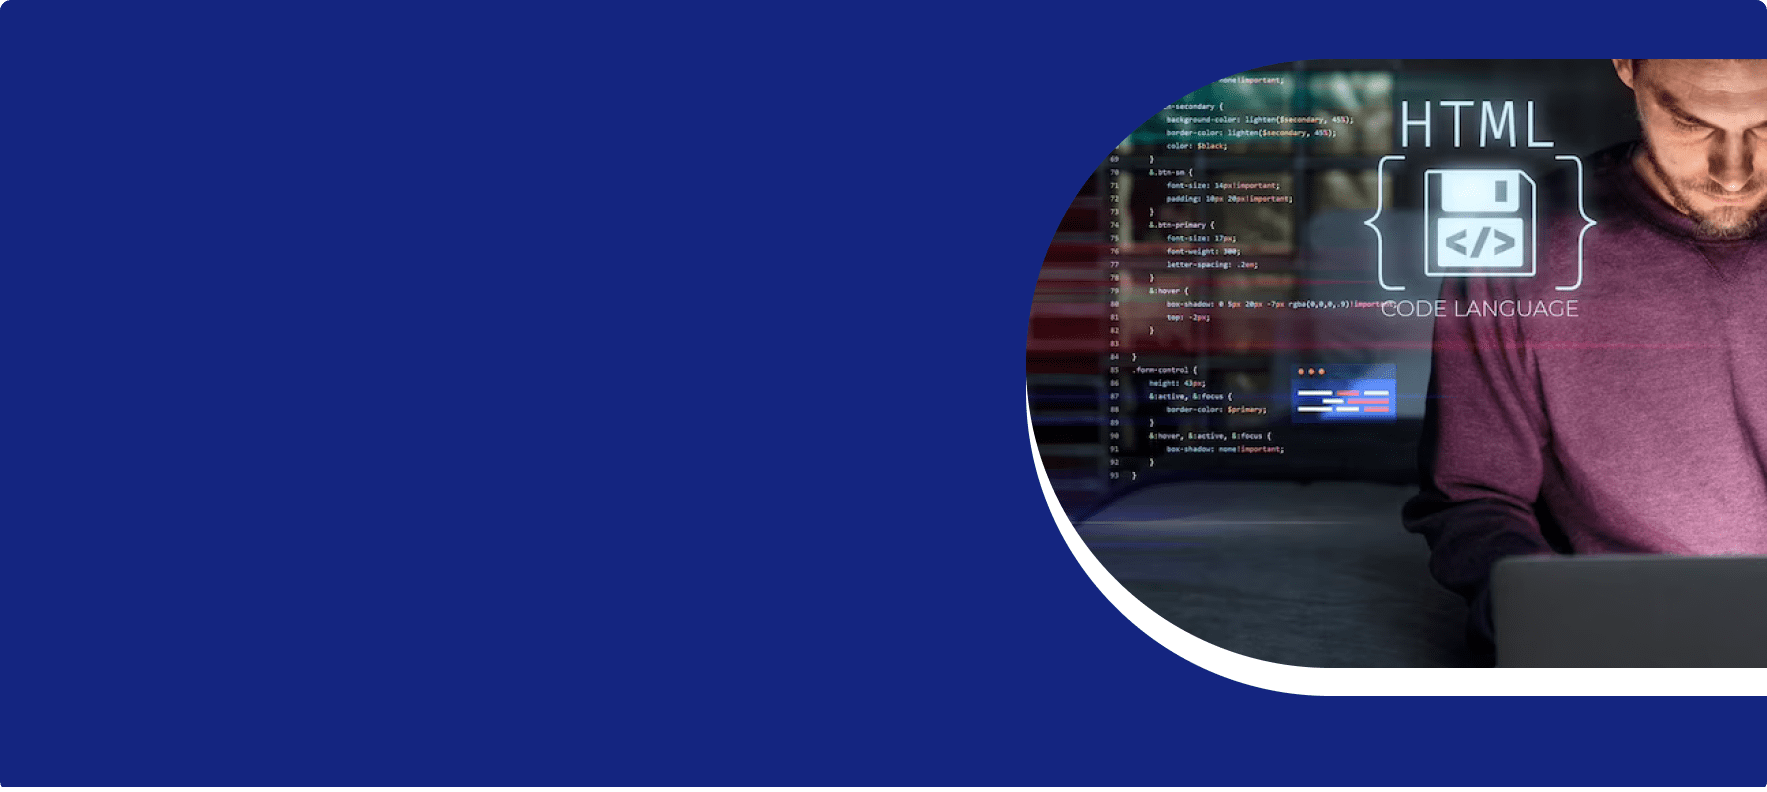 none!important;
-secondary {
background-color: lighten($secondary, 45%);
border-color: lighten($secondary, 45%);
color: $black;
69 }
70 &.btn-sm {
71 font-size: 14px!important;
72 padding: 10px 20px!important;
73 }
74 &.btn-primary {
75 font-size: 17px;
76 font-weight: 300;
77 letter-spacing: .2em;
78 }
79 &:hover {
80 box-shadow: 0 5px 20px -7px rgba(0,0,0,.9)!important;
81 top: -2px;
82 }
83
84 }
85 .form-control {
86 height: 43px;
87 &:active, &:focus {
88 border-color: $primary;
89 }
90 &:hover, &:active, &:focus {
91 box-shadow: none!important;
92 }
93 }
HTML
{ </> }
CODE LANGUAGE